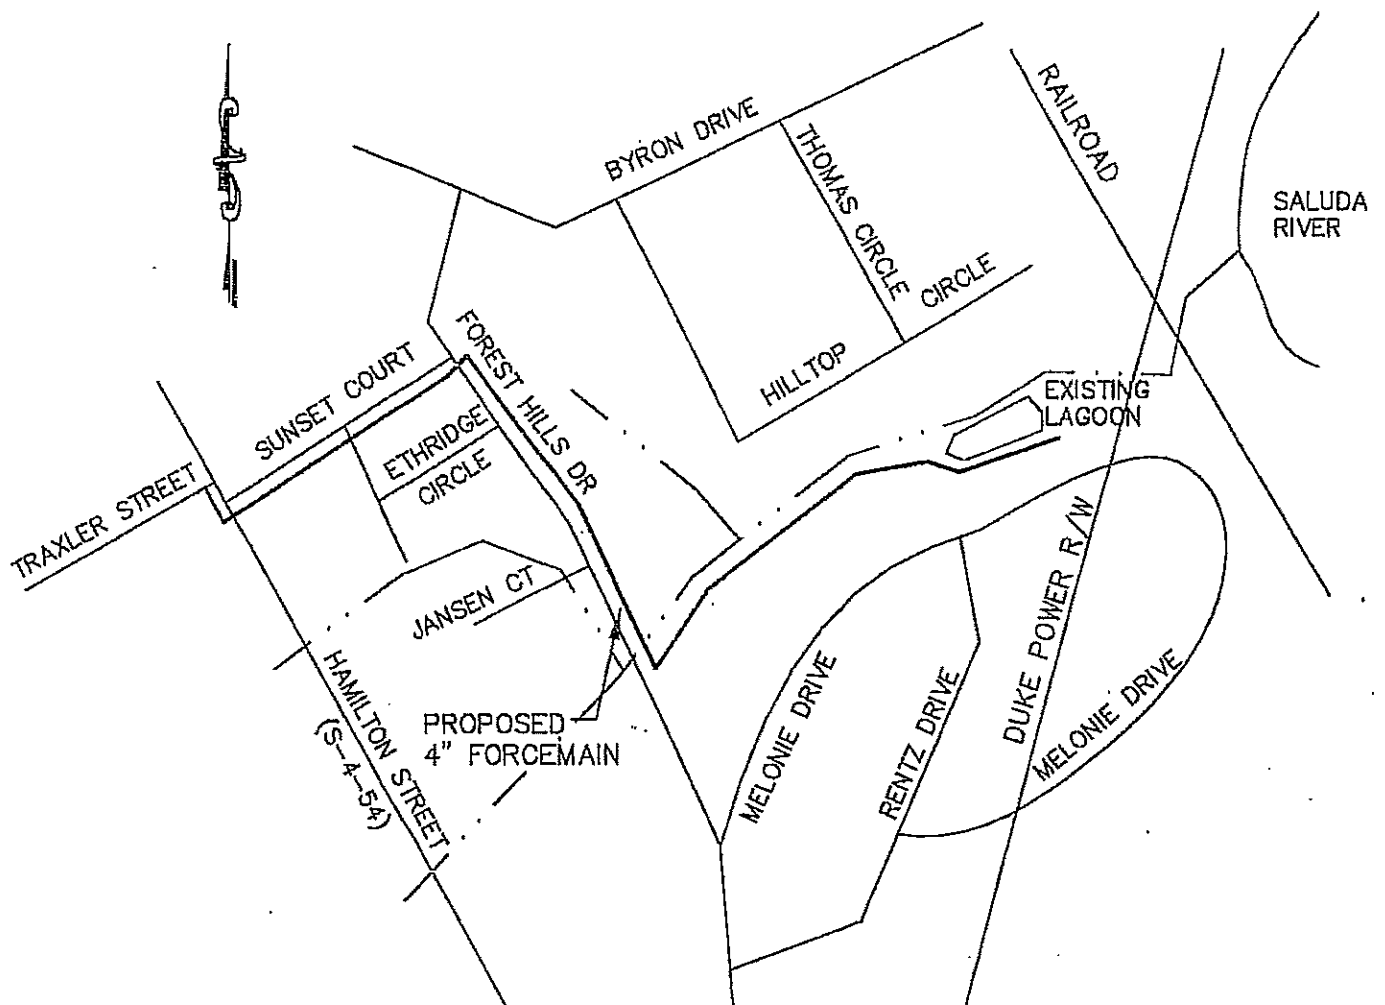 RAILROAD
BYRON DRIVE
THOMAS CIRCLE
SALUDA
RIVER
HILLTOP CIRCLE
FOREST HILLS DR
SUNSET COURT
EXISTING
LAGOON
ETHRIDGE
CIRCLE
TRAXLER STREET
JANSEN CT
DUKE POWER R/W
HAMILTON STREET
(S-4-54)
PROPOSED
4" FORCEMAIN
MELONIE DRIVE
RENTZ DRIVE
MELONIE DRIVE